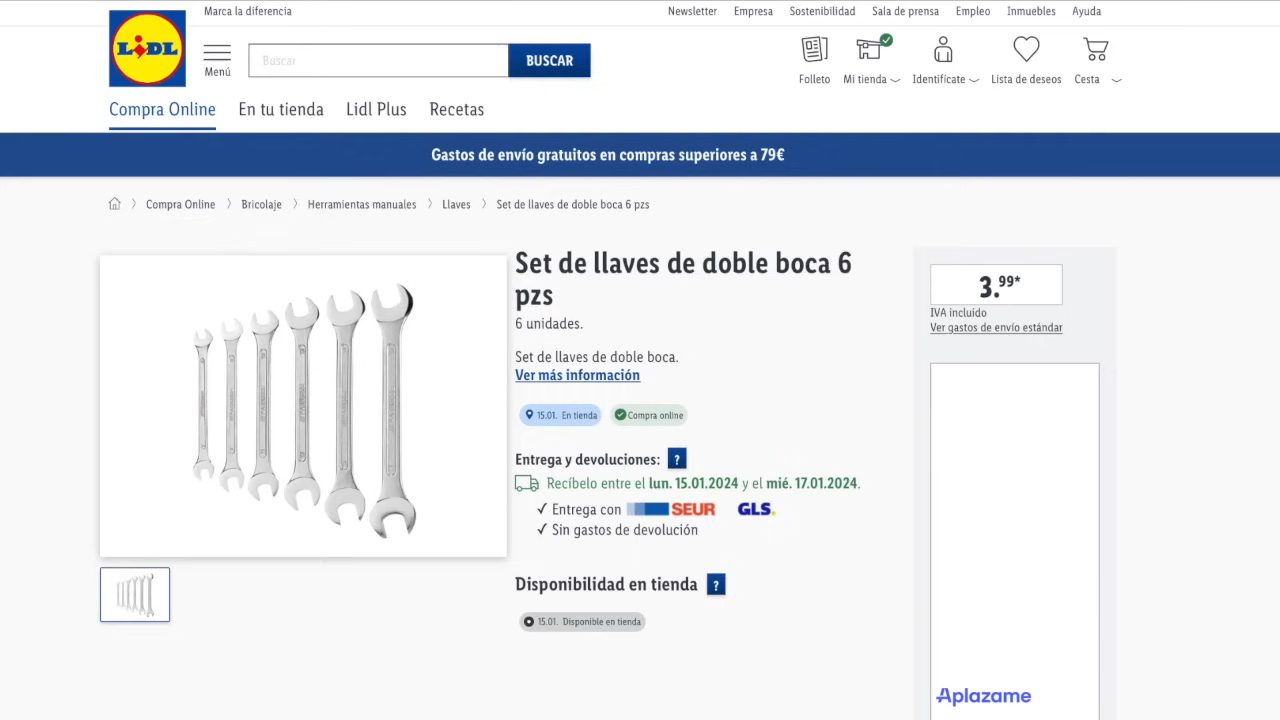 Marca la diferencia
Newsletter Empresa Sostenibilidad Sala de prensa Empleo Inmuebles Ayuda
LIDL
Menú
Buscar
BUSCAR
Folleto Mi tienda Identifícate Lista de deseos Cesta
Compra Online En tu tienda Lidl Plus Recetas
Gastos de envío gratuitos en compras superiores a 79€
Compra Online Bricolaje Herramientas manuales Llaves Set de llaves de doble boca 6 pzs
Set de llaves de doble boca 6
pzs
6 unidades.
Set de llaves de doble boca.
Ver más información
15.01. En tienda Compra online
Entrega y devoluciones: ?
Recíbelo entre el lun. 15.01.2024 y el mié. 17.01.2024.
✓ Entrega con SEUR GLS.
✓ Sin gastos de devolución
Disponibilidad en tienda ?
15.01. Disponible en tienda
3.99*
IVA incluido
Ver gastos de envío estándar
Aplazame